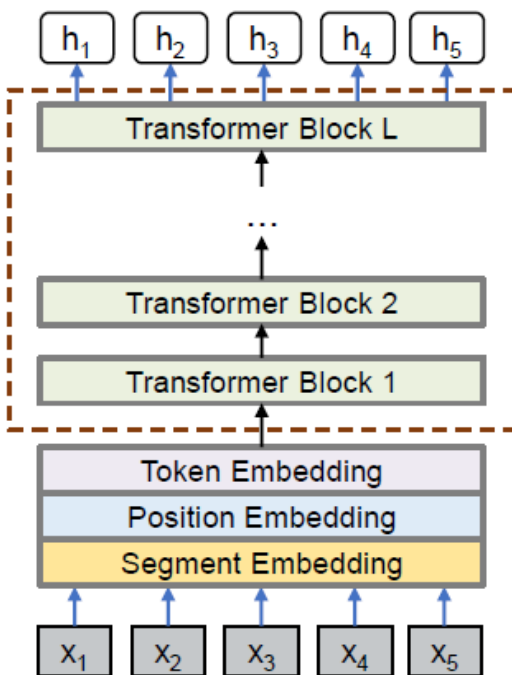 h1 h2 h3 h4 h5
Transformer Block L
...
Transformer Block 2
Transformer Block 1
Token Embedding
Position Embedding
Segment Embedding
x1 x2 x3 x4 x5